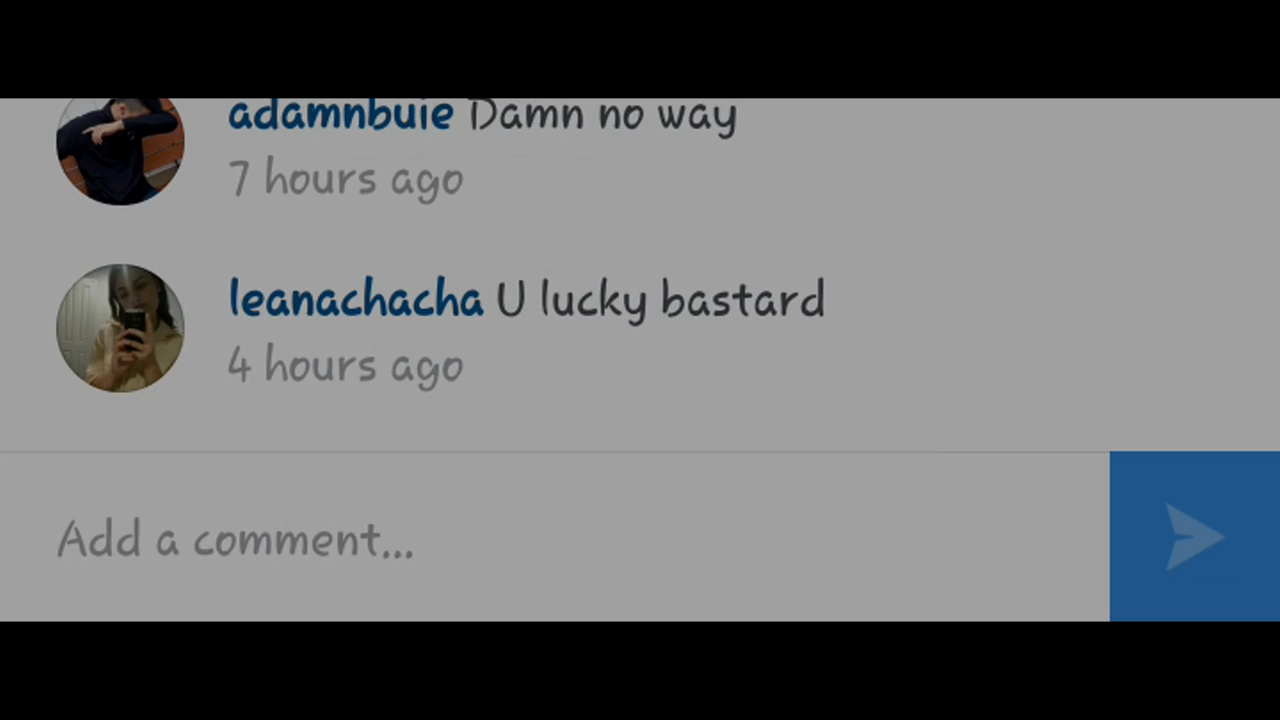 adamnbuie Damn no way
7 hours ago
leanachacha U lucky bastard
4 hours ago
Add a comment...